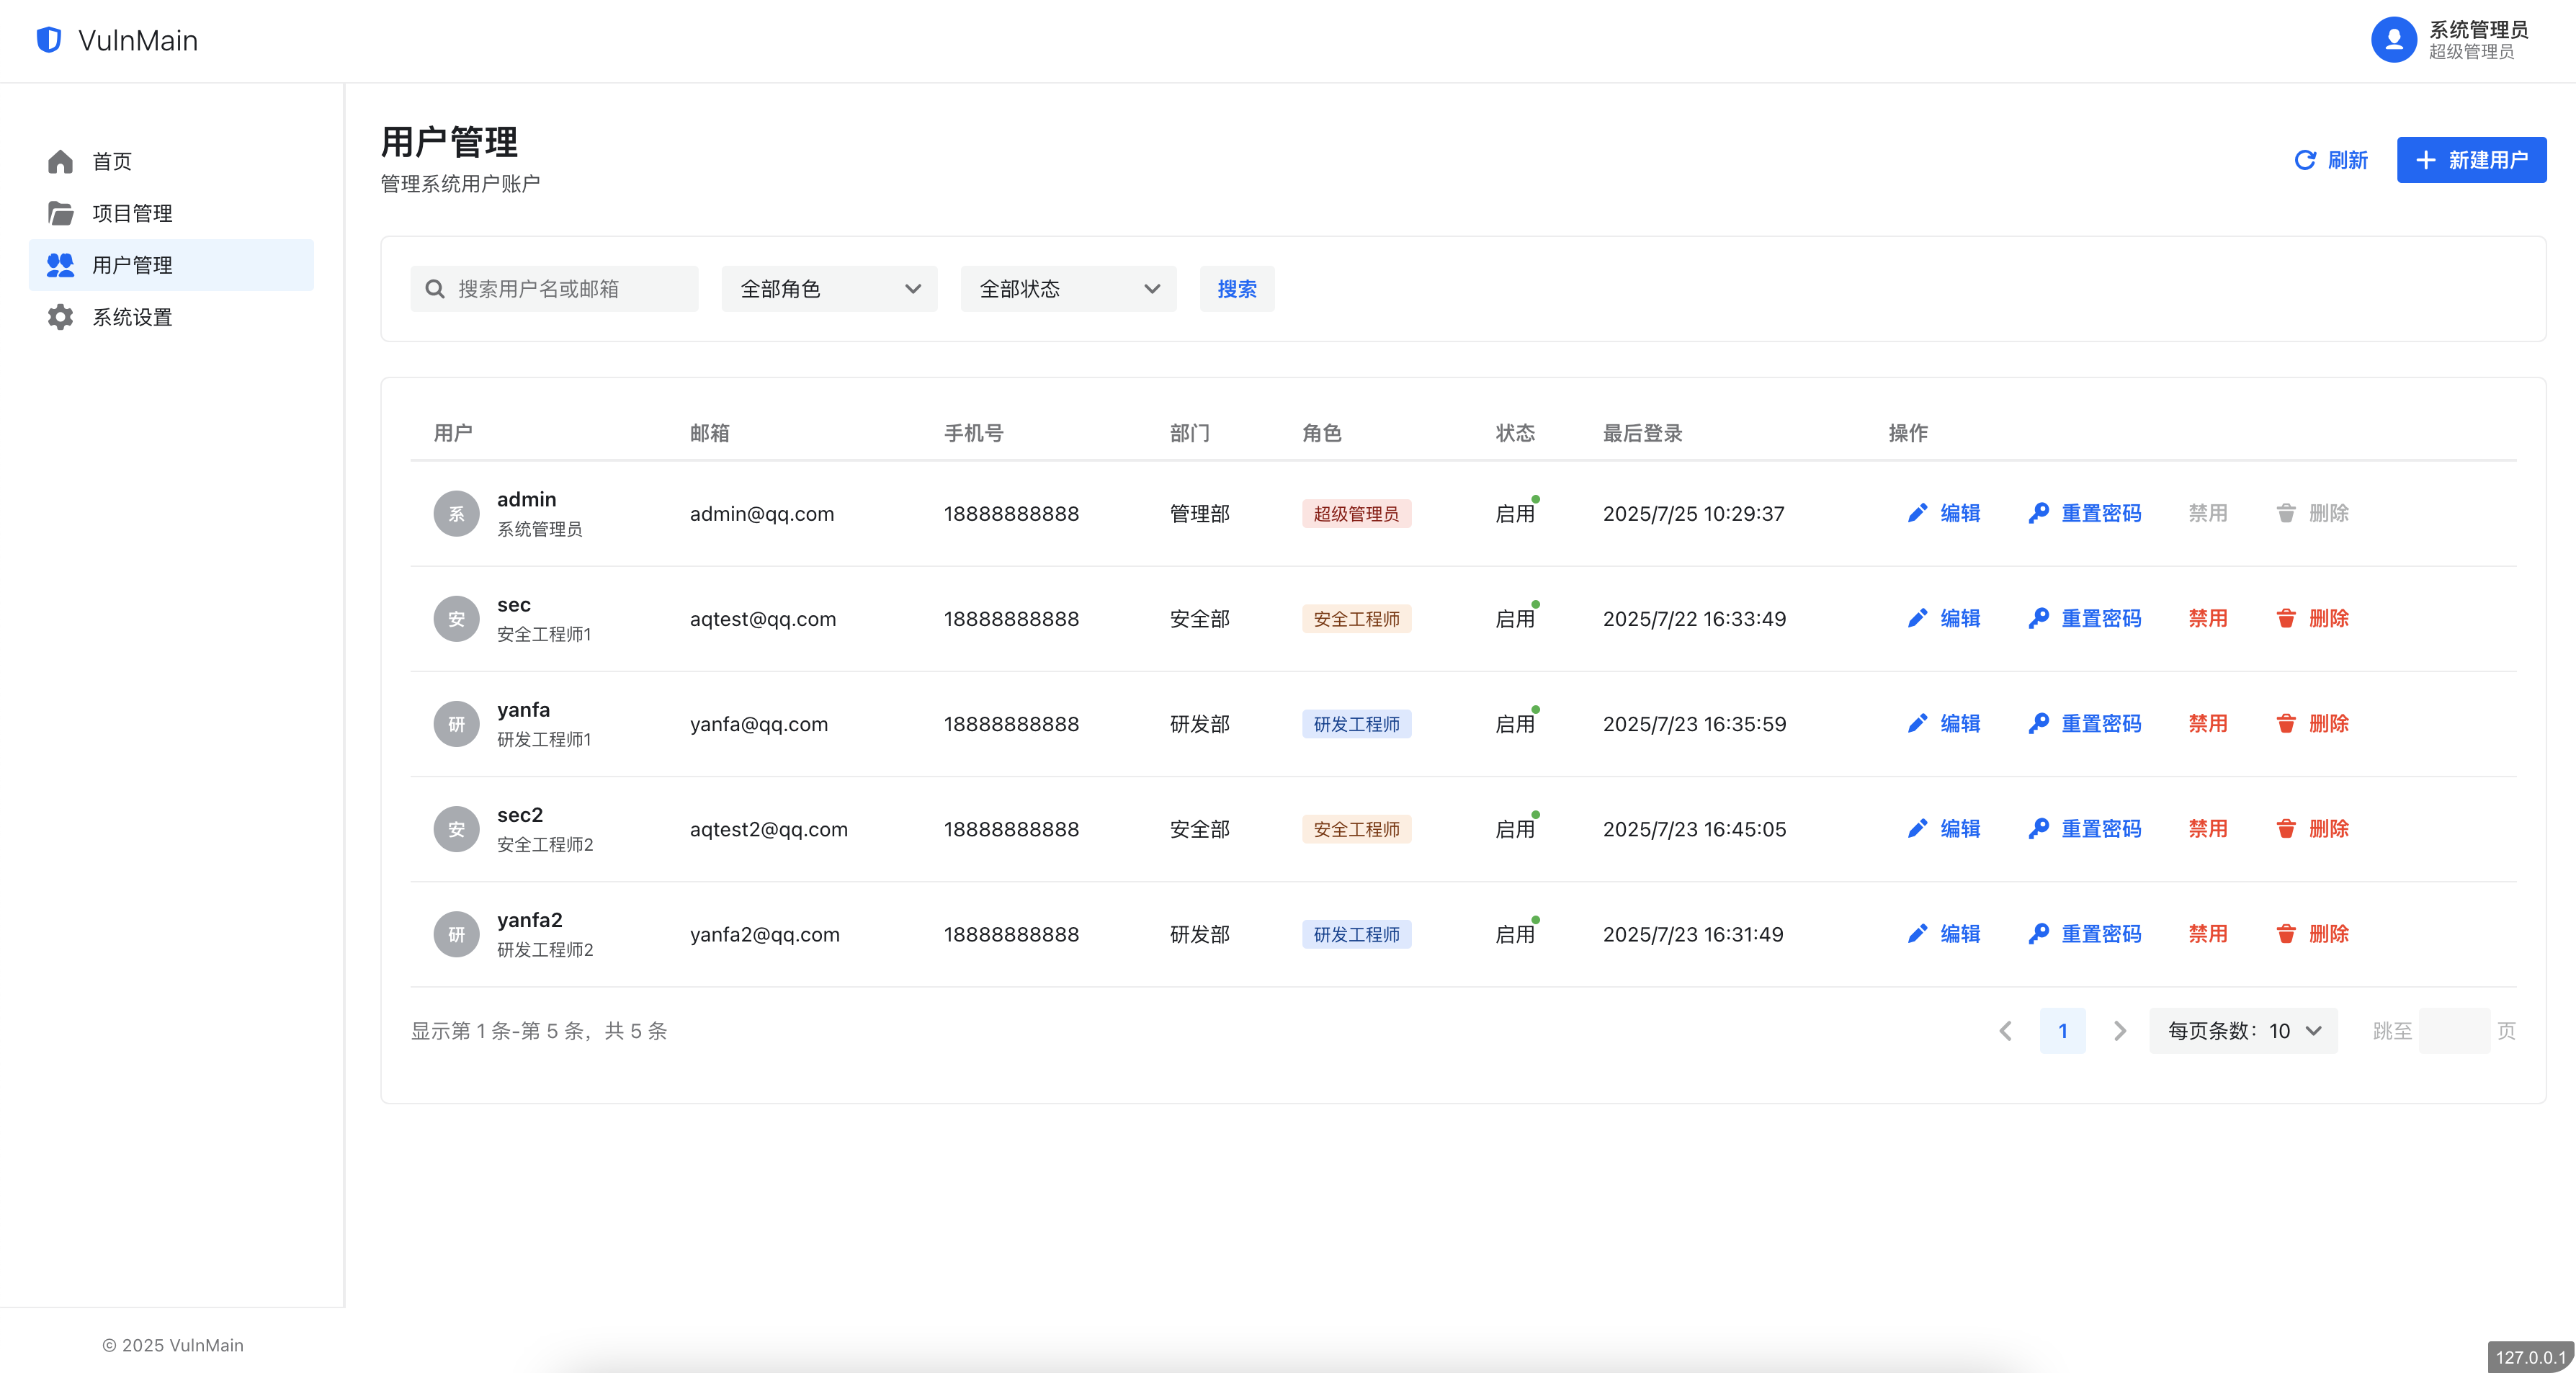 VulnMain
系统管理员
超级管理员
首页
项目管理
用户管理
系统设置
用户管理
管理系统用户账户
刷新
新建用户
搜索用户名或邮箱 全部角色 全部状态 搜索
用户 邮箱 手机号 部门 角色 状态 最后登录 操作
系 admin 系统管理员 admin@qq.com 18888888888 管理部 超级管理员 启用 2025/7/25 10:29:37 编辑 重置密码 禁用 删除
安 sec 安全工程师1 aqtest@qq.com 18888888888 安全部 安全工程师 启用 2025/7/22 16:33:49 编辑 重置密码 禁用 删除
研 yanfa 研发工程师1 yanfa@qq.com 18888888888 研发部 研发工程师 启用 2025/7/23 16:35:59 编辑 重置密码 禁用 删除
安 sec2 安全工程师2 aqtest2@qq.com 18888888888 安全部 安全工程师 启用 2025/7/23 16:45:05 编辑 重置密码 禁用 删除
研 yanfa2 研发工程师2 yanfa2@qq.com 18888888888 研发部 研发工程师 启用 2025/7/23 16:31:49 编辑 重置密码 禁用 删除
显示第 1 条-第 5 条，共 5 条 1 每页条数：10 跳至 页
© 2025 VulnMain
127.0.0.1